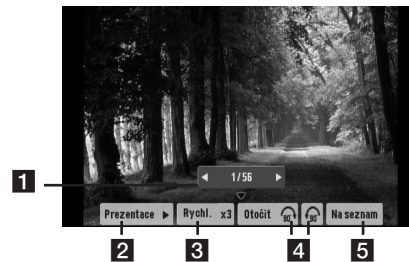 1
◄ 1/56 ►
Prezentace ► Rychl. x3 Otočit 90° 90° Na seznam
2 3 4 5